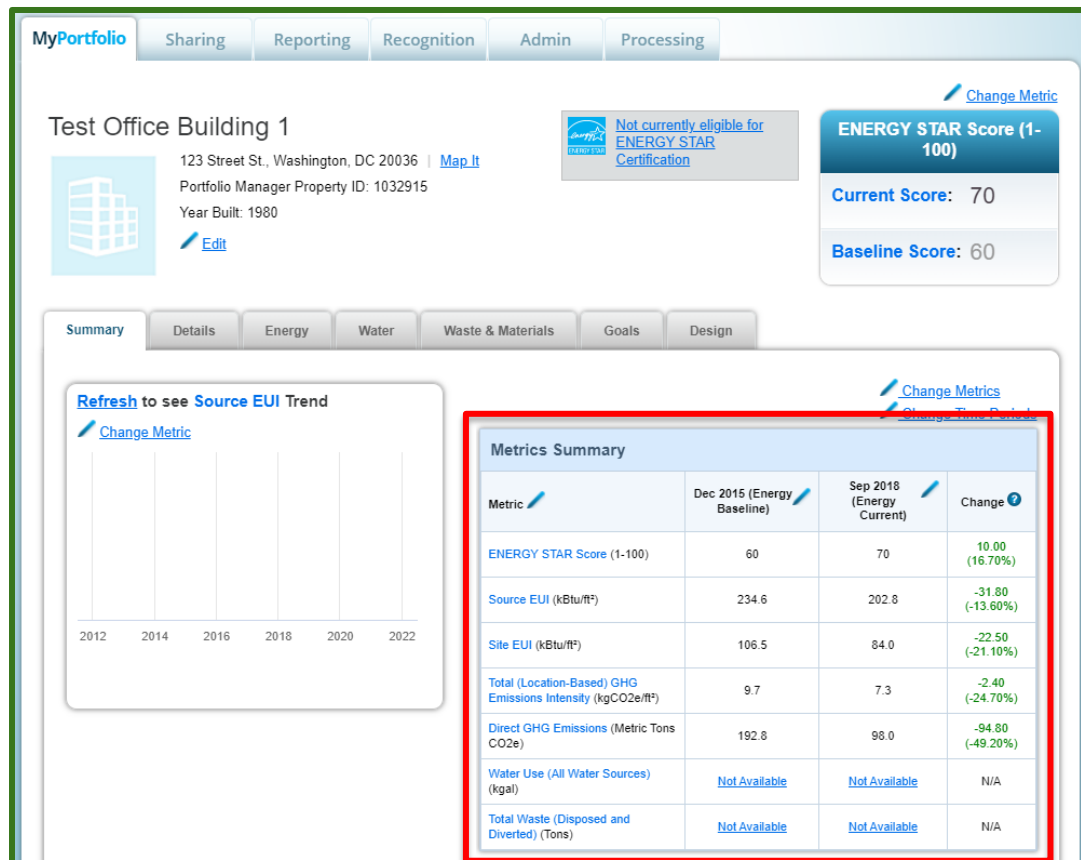 MyPortfolio
Sharing
Reporting
Recognition
Admin
Processing
Change Metric
Test Office Building 1
123 Street St., Washington, DC 20036 | Map It
Portfolio Manager Property ID: 1032915
Year Built: 1980
Edit
ENERGY STAR
Not currently eligible for
ENERGY STAR
Certification
ENERGY STAR Score (1-
100)
Current Score: 70
Baseline Score: 60
Summary
Details
Energy
Water
Waste & Materials
Goals
Design
Refresh to see Source EUI Trend
Change Metric
2012 2014 2016 2018 2020 2022
Change Metrics
Change Time Periods
Metrics Summary
Metric
Dec 2015 (Energy
Baseline)
Sep 2018
(Energy
Current)
Change ?
ENERGY STAR Score (1-100)
60
70
10.00
(16.70%)
Source EUI (kBtu/ft²)
234.6
202.8
-31.80
(-13.60%)
Site EUI (kBtu/ft²)
106.5
84.0
-22.50
(-21.10%)
Total (Location-Based) GHG
Emissions Intensity (kgCO2e/ft²)
9.7
7.3
-2.40
(-24.70%)
Direct GHG Emissions (Metric Tons
CO2e)
192.8
98.0
-94.80
(-49.20%)
Water Use (All Water Sources)
(kgal)
Not Available
Not Available
N/A
Total Waste (Disposed and
Diverted) (Tons)
Not Available
Not Available
N/A